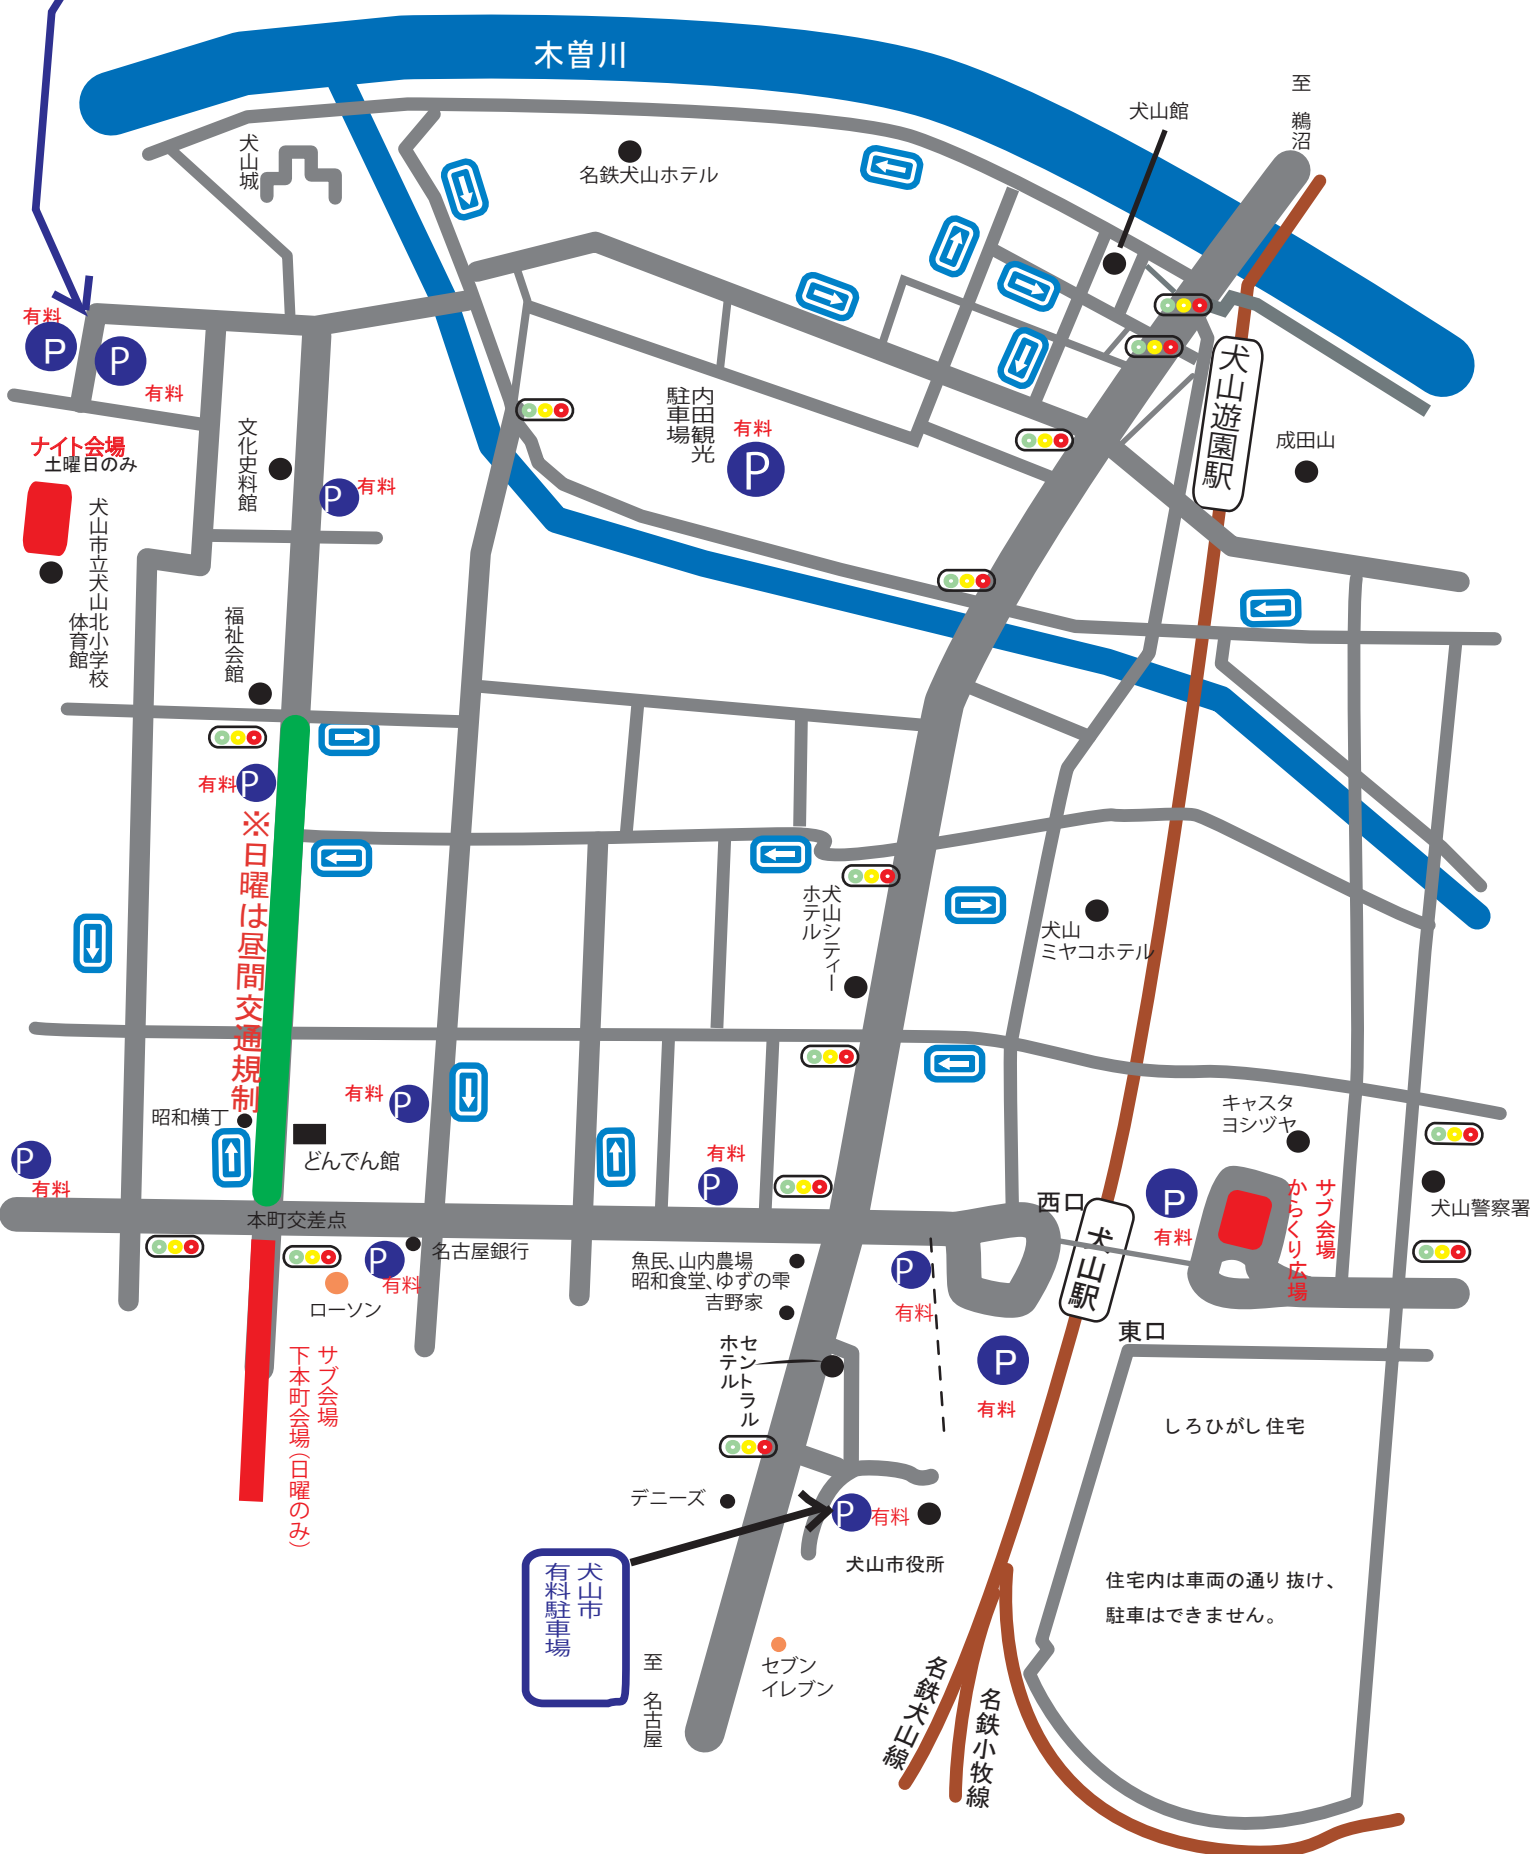 木曽川
至 鵜沼
犬山館
犬山城
名鉄犬山ホテル
有料
P
P
有料
ナイト会場
土曜日のみ
文化史料館
P
有料
内田観光
駐車場
有料
P
犬山遊園駅
成田山
犬山市立犬山北小学校
体育館
福祉会館
有料
P
※日曜は昼間交通規制
犬山シティー
ホテル
犬山
ミヤコホテル
昭和横丁
有料
P
どんでん館
キャスタ
ヨシヅヤ
P
有料
有料
P
西口
P
有料
サブ会場
からくり広場
犬山警察署
本町交差点
名古屋銀行
P
有料
ローソン
魚民、山内農場
昭和食堂、ゆずの雫
吉野家
P
有料
犬山駅
東口
サブ会場
下本町会場(日曜のみ)
セントラル
ホテル
P
有料
しろひがし住宅
デニーズ
P
有料
犬山市役所
犬山市
有料駐車場
住宅内は車両の通り抜け、
駐車はできません。
至 名古屋
セブン
イレブン
名鉄犬山線
名鉄小牧線